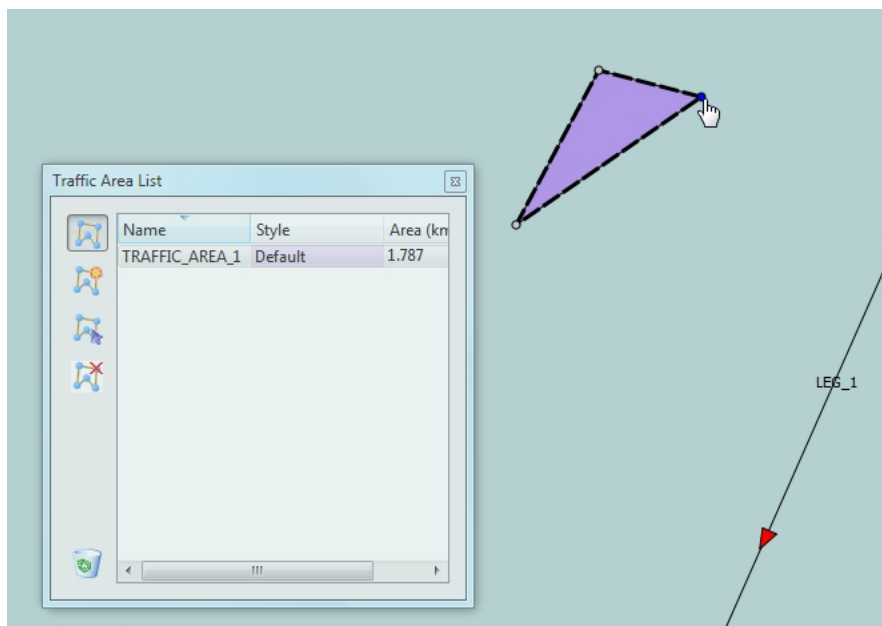 Traffic Area List
Name Style Area (km
TRAFFIC_AREA_1 Default 1.787
LEG_1